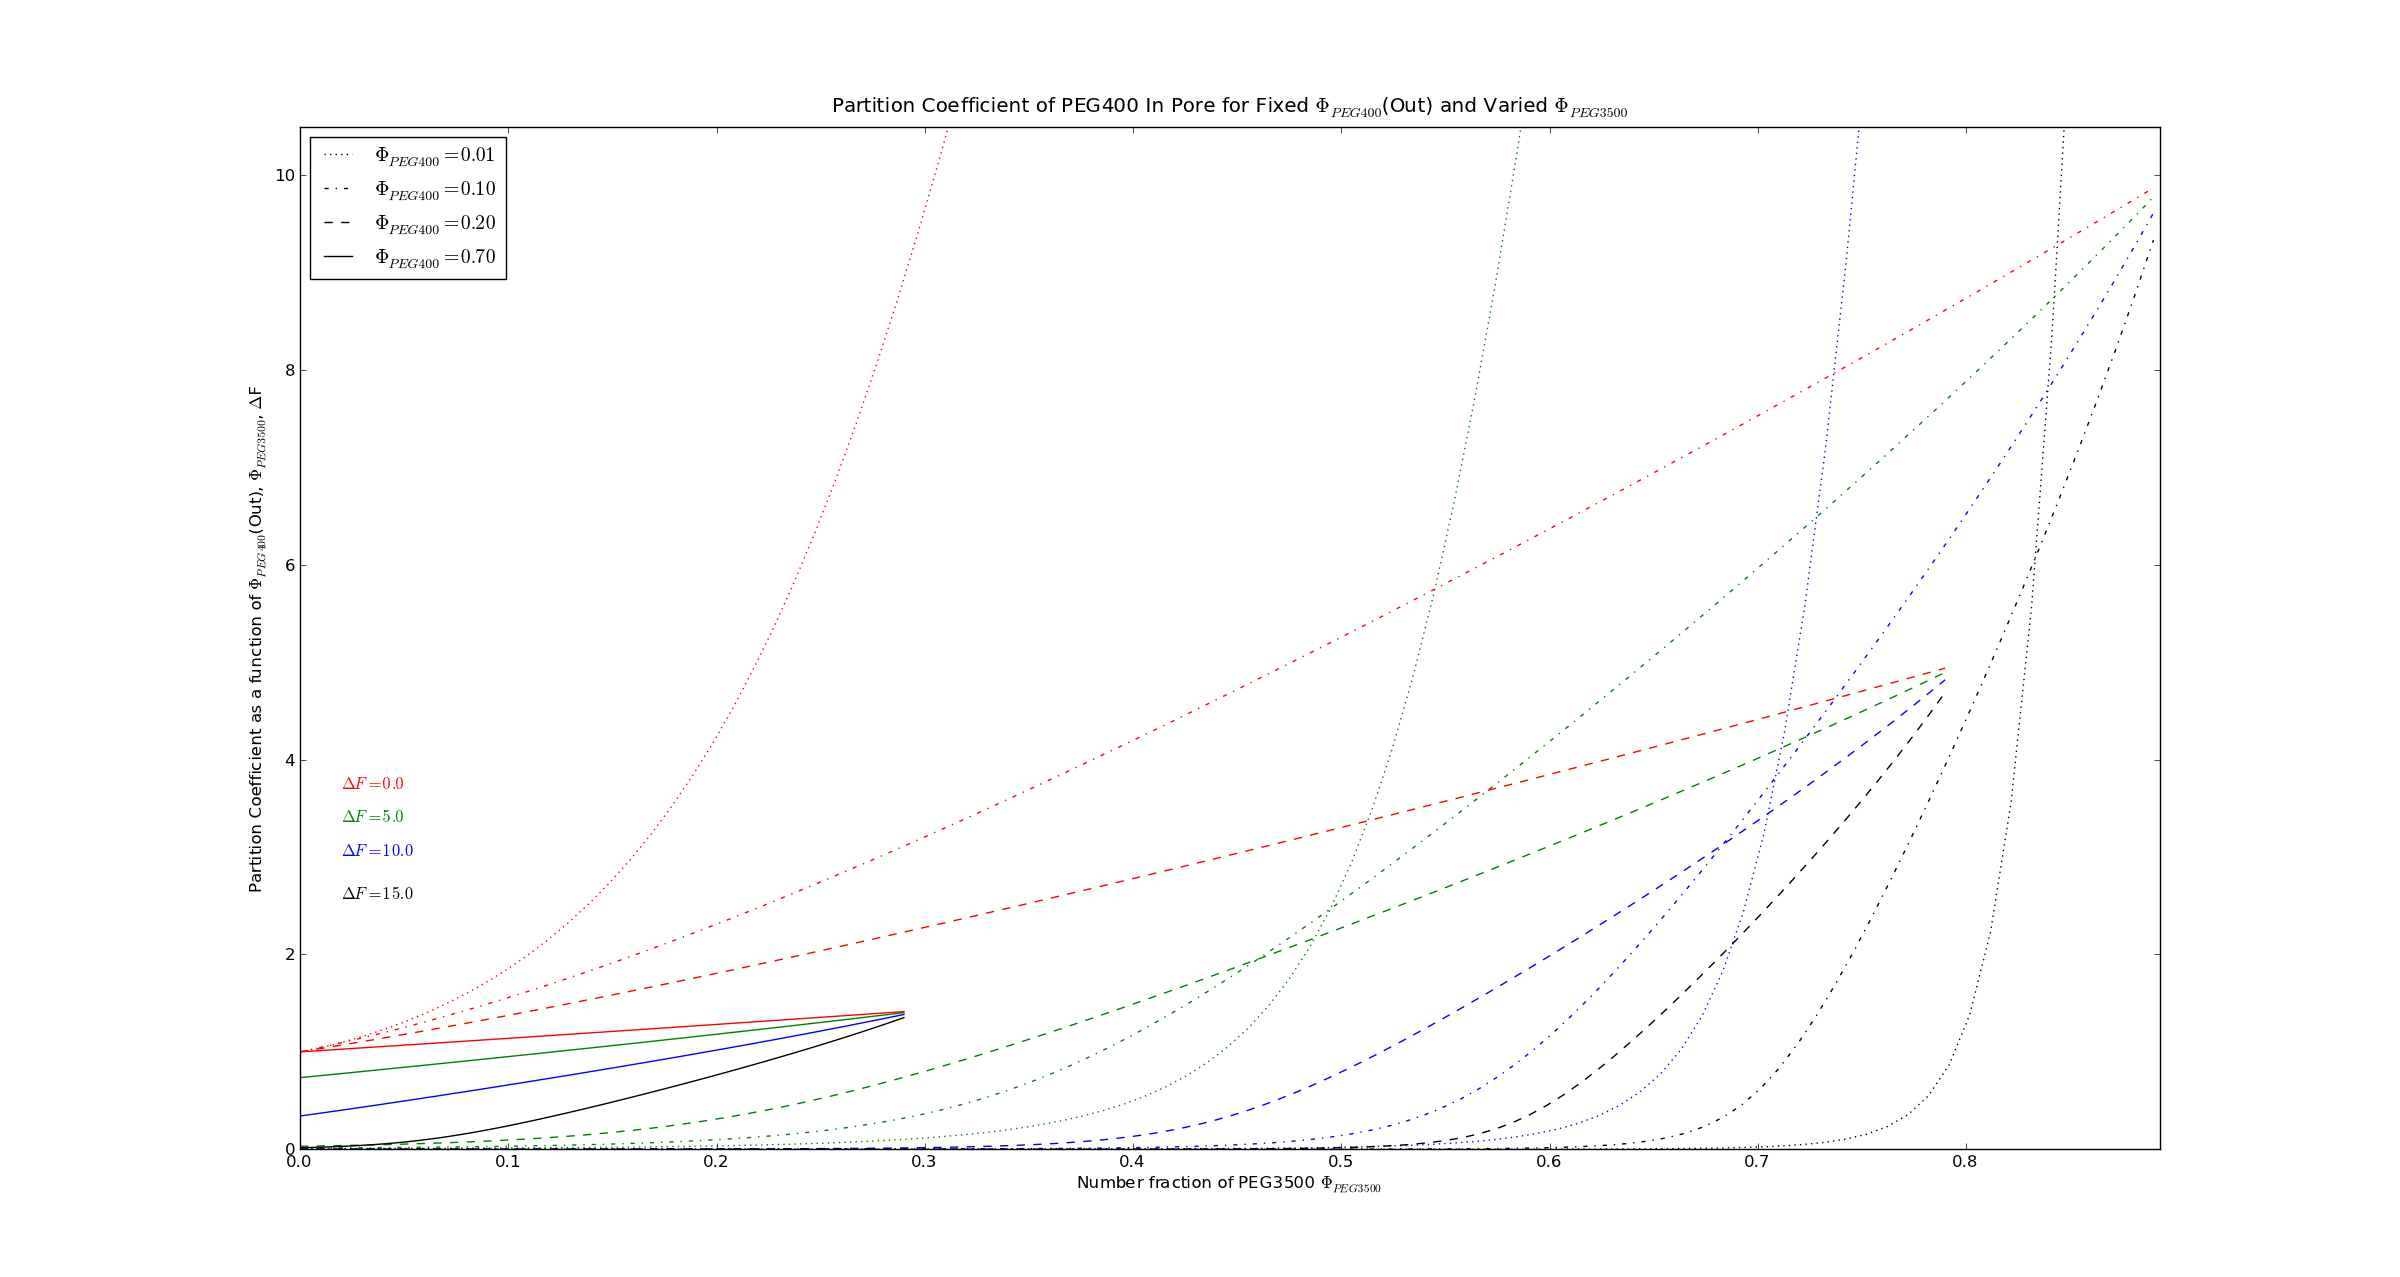 Partition Coefficient of PEG400 In Pore for Fixed Φ_PEG400(Out) and Varied Φ_PEG3500
Φ_PEG400 = 0.01
Φ_PEG400 = 0.10
Φ_PEG400 = 0.20
Φ_PEG400 = 0.70
Partition Coefficient as a function of Φ_PEG400(Out), Φ_PEG3500, ΔF
10
8
6
4
2
0
ΔF=0.0
ΔF=5.0
ΔF=10.0
ΔF=15.0
0.0 0.1 0.2 0.3 0.4 0.5 0.6 0.7 0.8
Number fraction of PEG3500 Φ_PEG3500